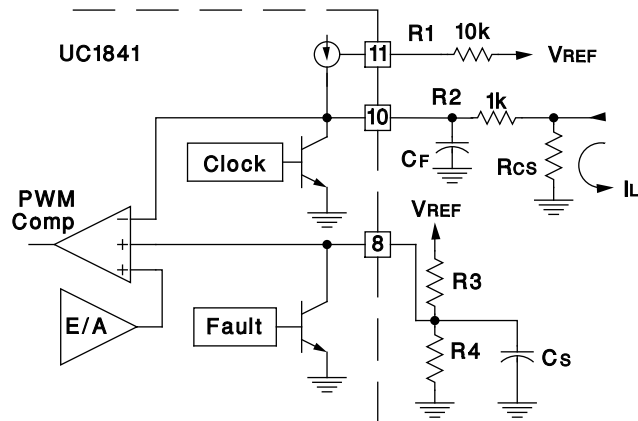 UC1841
11
R1
10k
VREF
10
R2
1k
Clock
CF
RCS
IL
PWM
Comp
−
+
+
8
VREF
R3
E/A
Fault
R4
CS